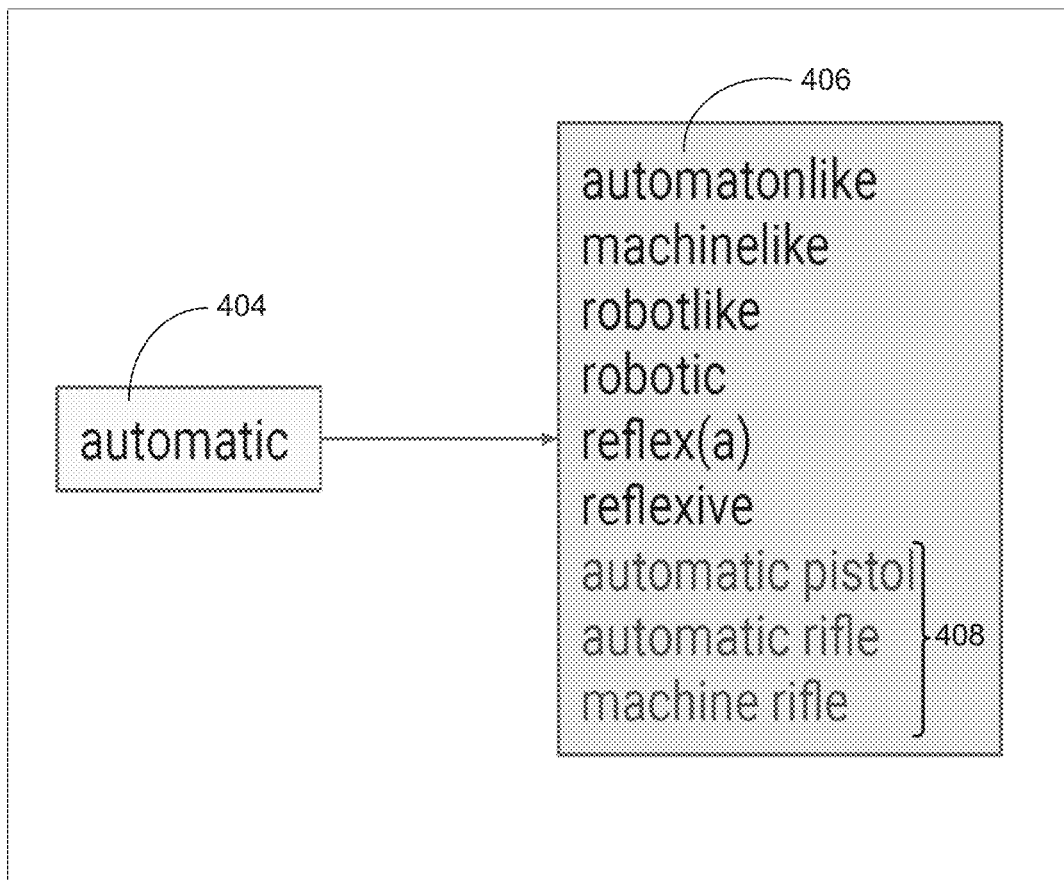 406
automatonlike
machinelike
404
robotlike
robotic
automatic
reflex(a)
reflexive
automatic pistol
automatic rifle
408
machine rifle